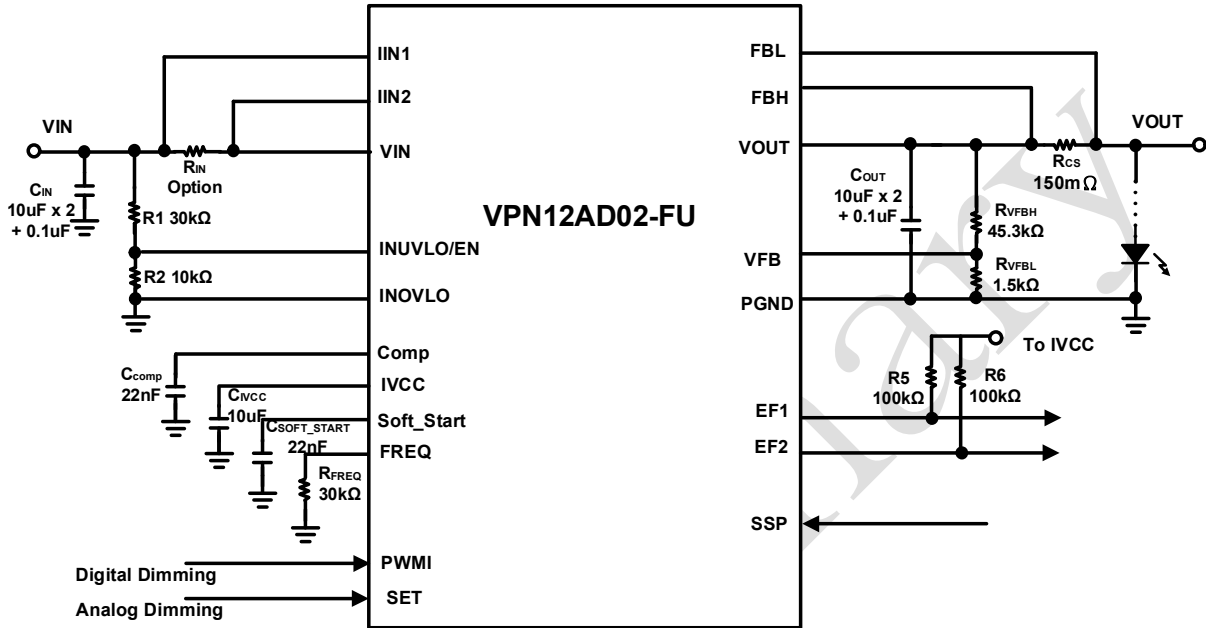 IIN1
IIN2
VIN
VIN
RIN
Option
CIN
10uF x 2
+ 0.1uF
R1 30kΩ
INUVLO/EN
R2 10kΩ
INOVLO
Comp
Ccomp
22nF
IVCC
CIVCC
10uF
Soft_Start
CSOFT_START
22nF
FREQ
RFREQ
30kΩ
PWMI
Digital Dimming
SET
Analog Dimming
VPN12AD02-FU
FBL
FBH
VOUT
VOUT
RCS
150mΩ
COUT
10uF x 2
+ 0.1uF
RVFBH
45.3kΩ
VFB
RVFBL
1.5kΩ
PGND
To IVCC
R5
100kΩ
R6
100kΩ
EF1
EF2
SSP